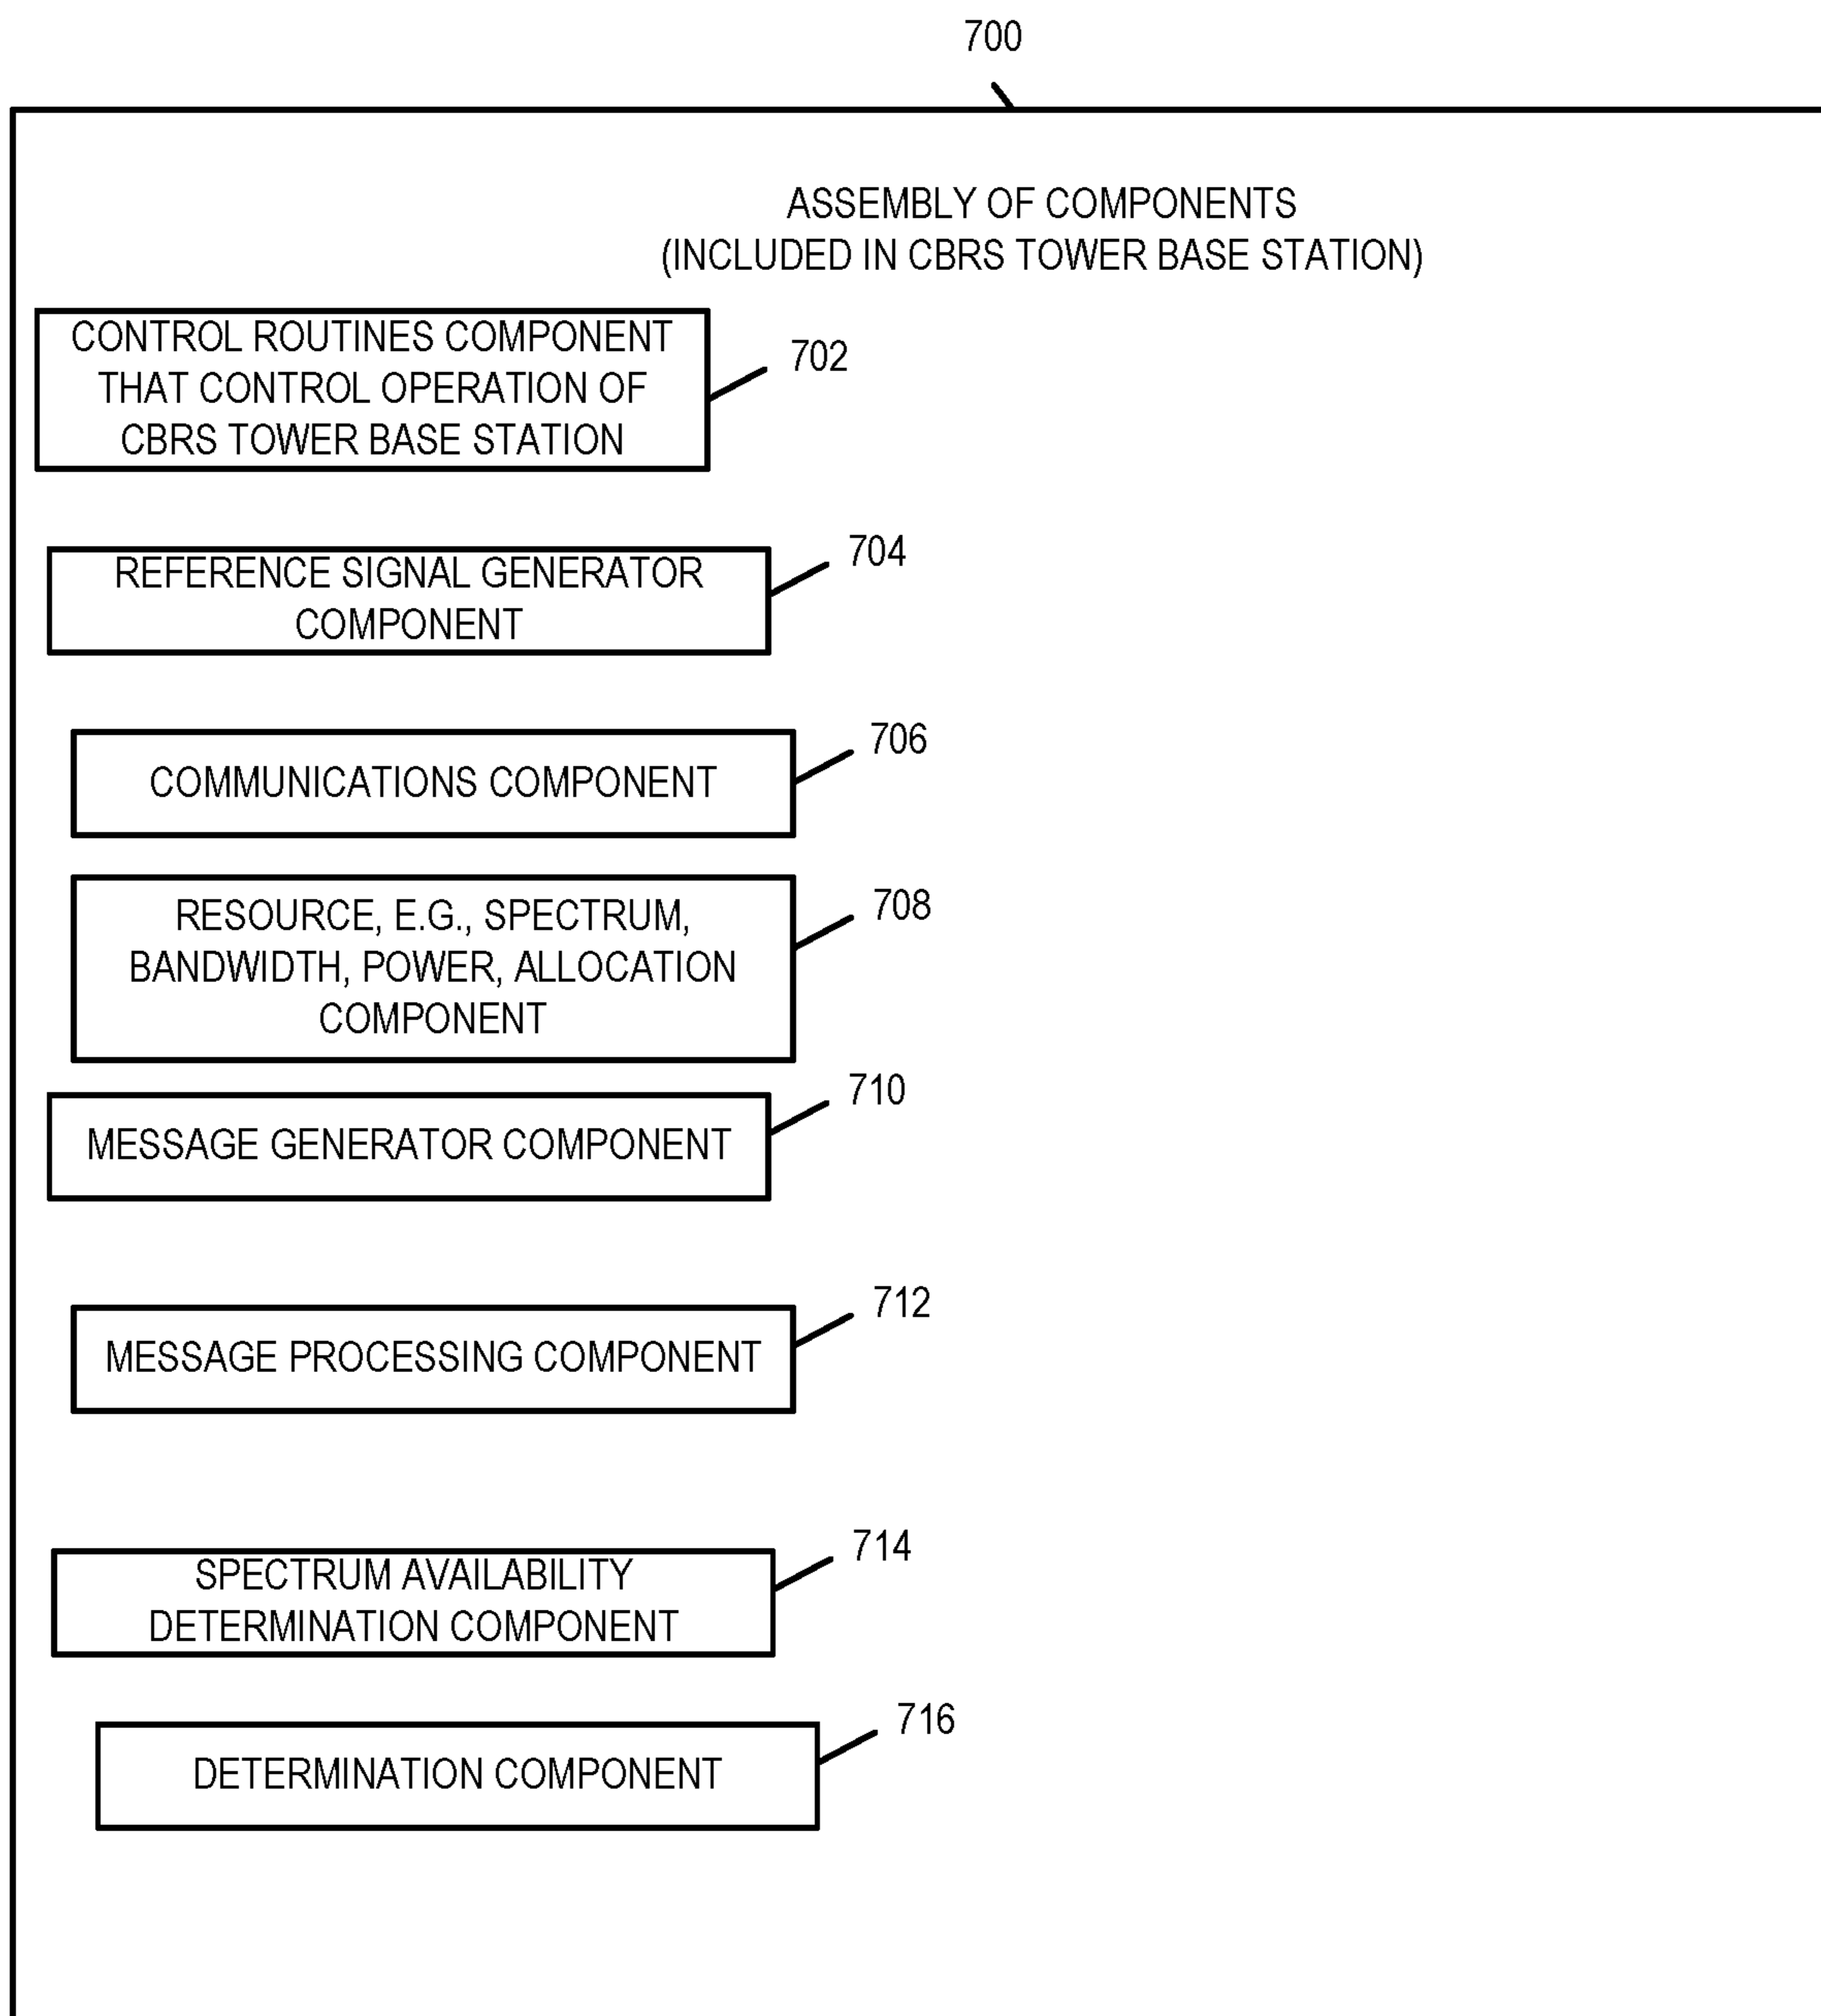 700
ASSEMBLY OF COMPONENTS
(INCLUDED IN CBRS TOWER BASE STATION)
CONTROL ROUTINES COMPONENT
THAT CONTROL OPERATION OF
CBRS TOWER BASE STATION
702
REFERENCE SIGNAL GENERATOR
COMPONENT
704
COMMUNICATIONS COMPONENT
706
RESOURCE, E.G., SPECTRUM,
BANDWIDTH, POWER, ALLOCATION
COMPONENT
708
MESSAGE GENERATOR COMPONENT
710
MESSAGE PROCESSING COMPONENT
712
SPECTRUM AVAILABILITY
DETERMINATION COMPONENT
714
DETERMINATION COMPONENT
716